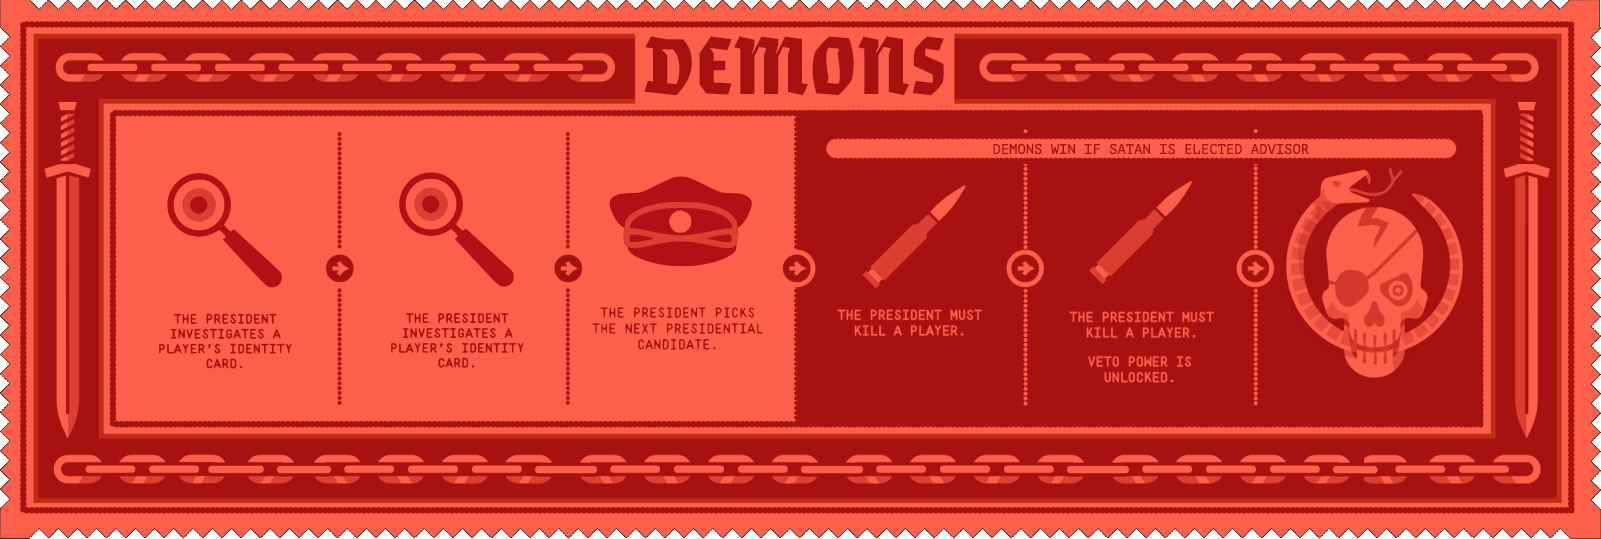 DEMONS
DEMONS WIN IF SATAN IS ELECTED ADVISOR
THE PRESIDENT
INVESTIGATES A
PLAYER'S IDENTITY
CARD.
THE PRESIDENT
INVESTIGATES A
PLAYER'S IDENTITY
CARD.
THE PRESIDENT PICKS
THE NEXT PRESIDENTIAL
CANDIDATE.
THE PRESIDENT MUST
KILL A PLAYER.
THE PRESIDENT MUST
KILL A PLAYER.
VETO POWER IS
UNLOCKED.